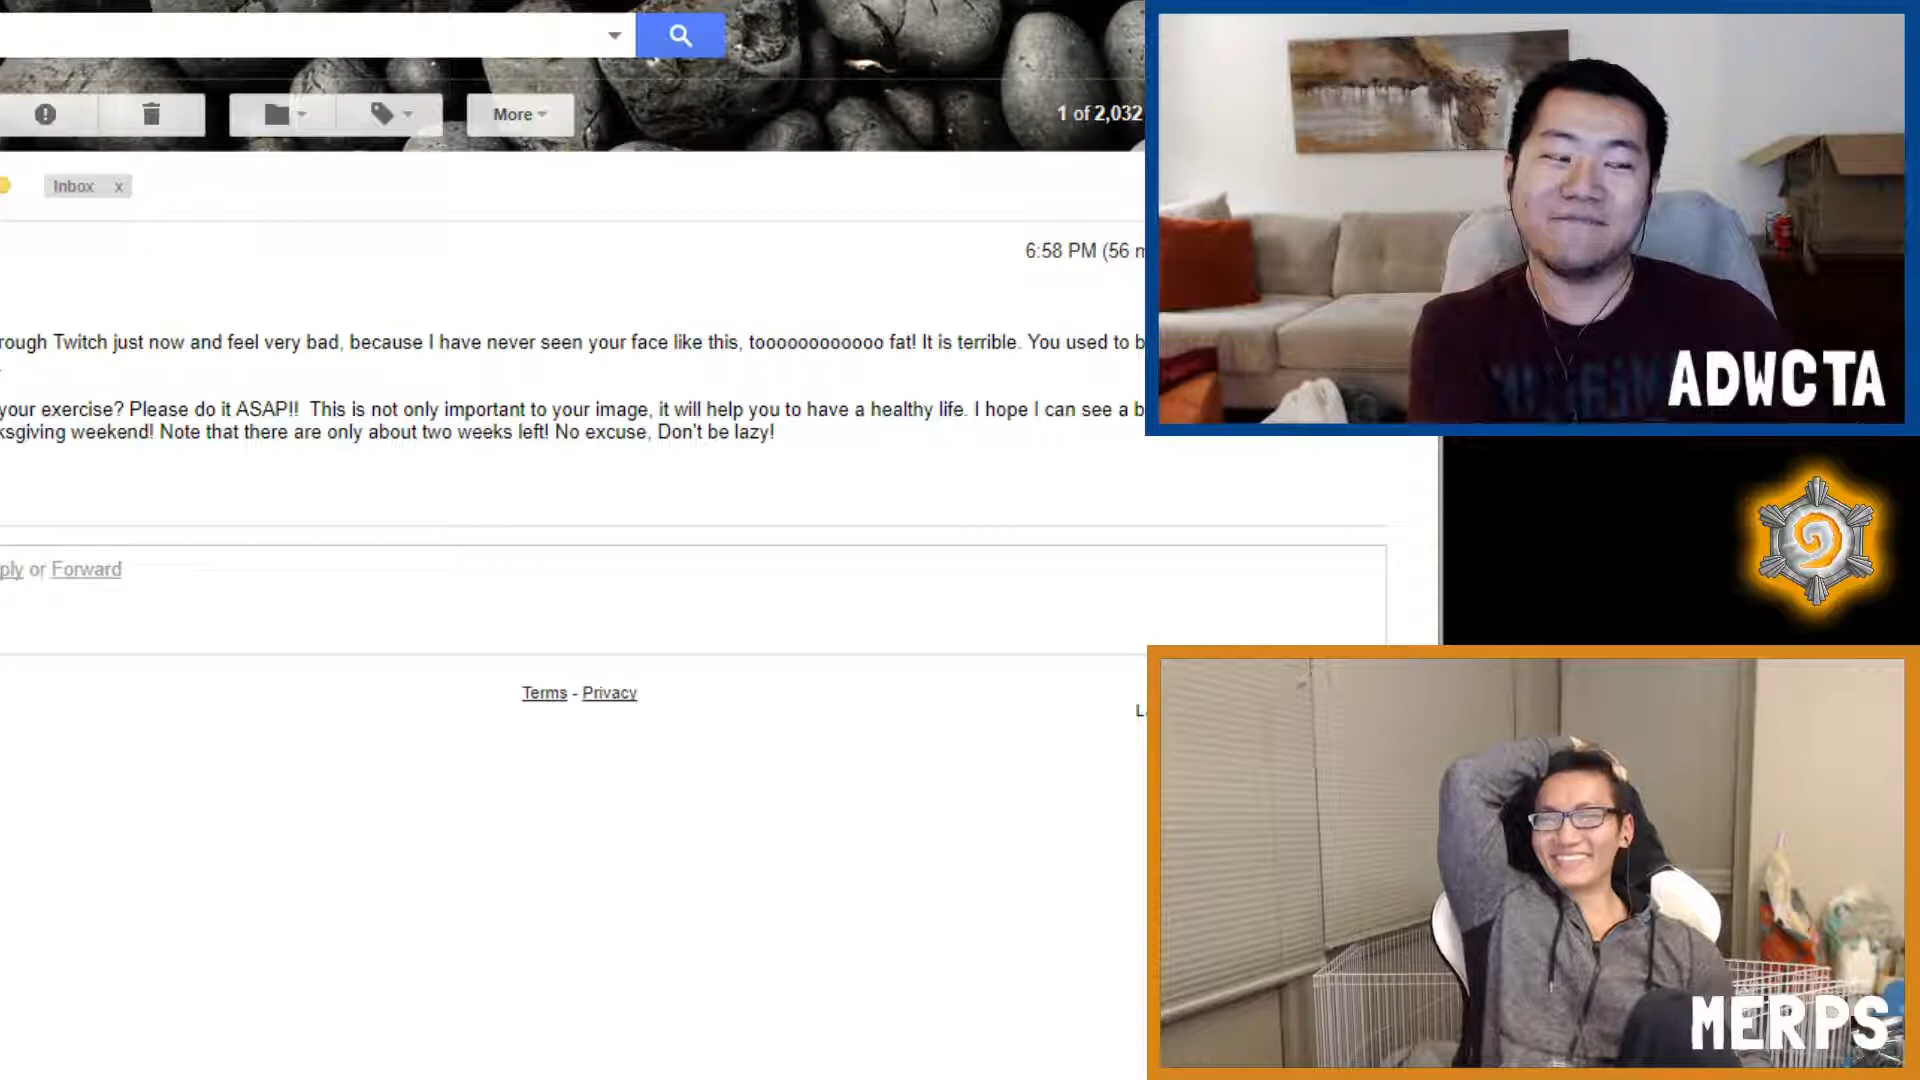 More
1 of 2,032
Inbox x
6:58 PM (56
rough Twitch just now and feel very bad, because I have never seen your face like this, toooooooooooo fat! It is terrible. You used to b
your exercise? Please do it ASAP!! This is not only important to your image, it will help you to have a healthy life. I hope I can see a b
ksgiving weekend! Note that there are only about two weeks left! No excuse, Don't be lazy!
ply or Forward
Terms - Privacy
ADWCTA
MERPS